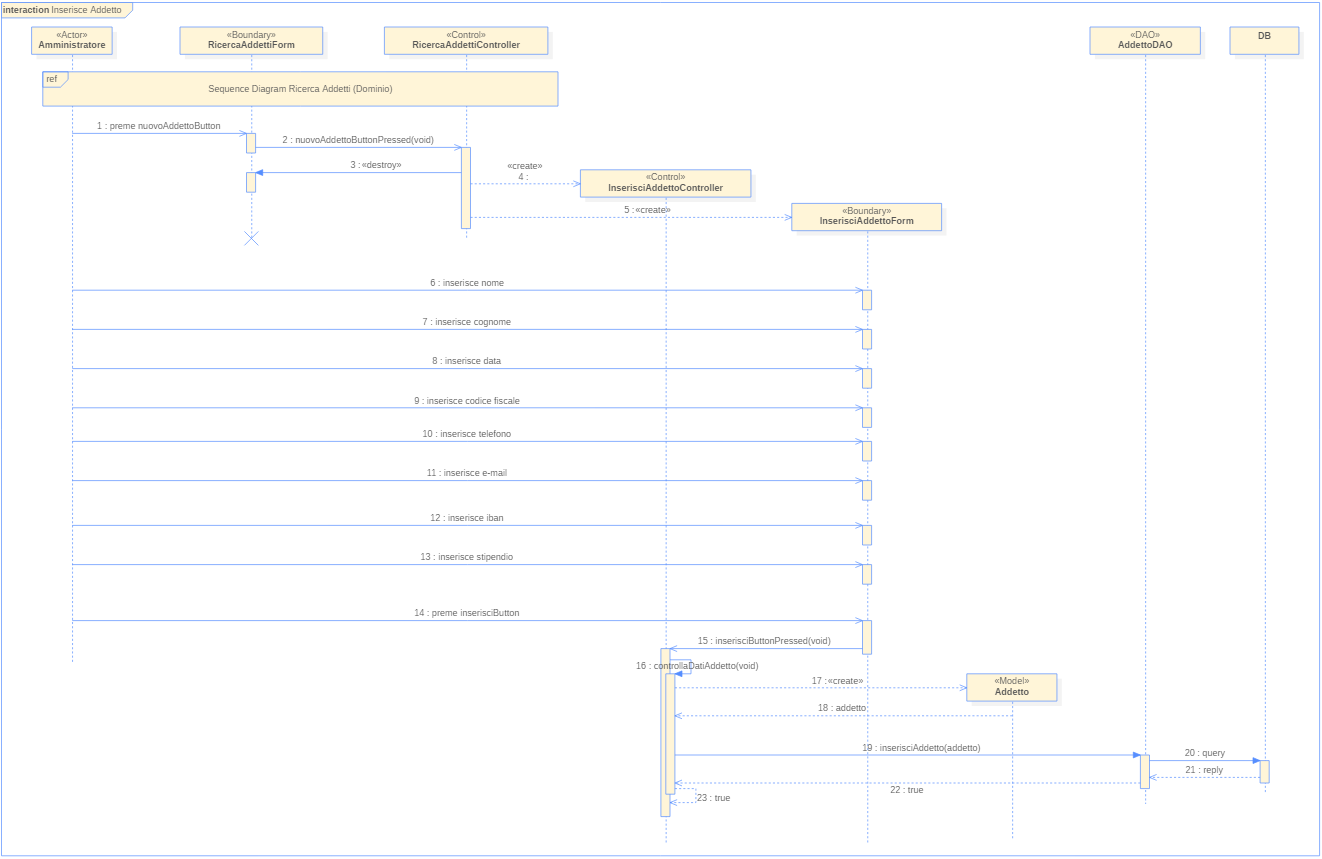 interaction Inserisce Addetto
«Actor»
Amministratore
«Boundary»
RicercaAddettiForm
«Control»
RicercaAddettiController
«DAO»
AddettoDAO
DB
ref
Sequence Diagram Ricerca Addetti (Dominio)
1 : preme nuovoAddettoButton
2 : nuovoAddettoButtonPressed(void)
3 : «destroy»
«create»
4 :
«Control»
InserisciAddettoController
5 : «create»
«Boundary»
InserisciAddettoForm
6 : inserisce nome
7 : inserisce cognome
8 : inserisce data
9 : inserisce codice fiscale
10 : inserisce telefono
11 : inserisce e-mail
12 : inserisce iban
13 : inserisce stipendio
14 : preme inserisciButton
15 : inserisciButtonPressed(void)
16 : controllaDatiAddetto(void)
17 : «create»
«Model»
Addetto
18 : addetto
19 : inserisciAddetto(addetto)
20 : query
21 : reply
22 : true
23 : true